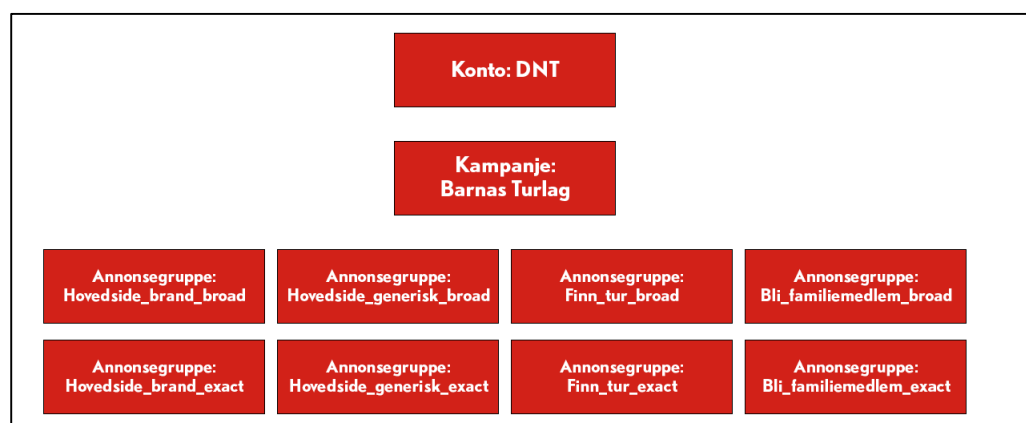 Konto: DNT
Kampanje:
Barnas Turlag
Annonsegruppe:
Hovedside_brand_broad
Annonsegruppe:
Hovedside_generisk_broad
Annonsegruppe:
Finn_tur_broad
Annonsegruppe:
Bli_familiemedlem_broad
Annonsegruppe:
Hovedside_brand_exact
Annonsegruppe:
Hovedside_generisk_exact
Annonsegruppe:
Finn_tur_exact
Annonsegruppe:
Bli_familiemedlem_exact